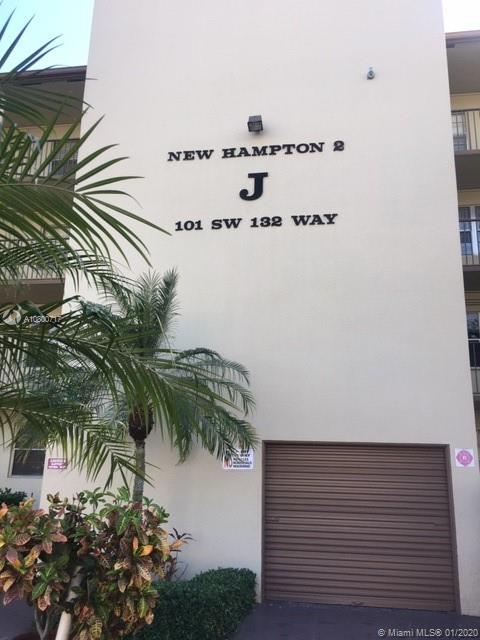 NEW HAMPTON 2
J
101 SW 132 WAY
A10800717
© Miami MLS® 01/2020